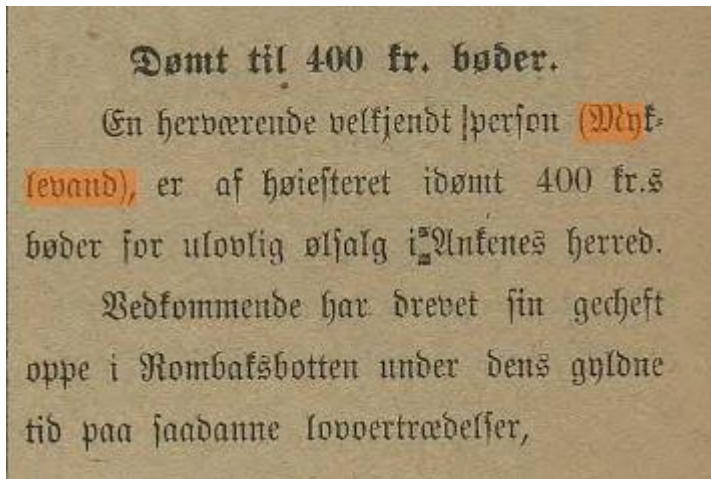 Dømt til 400 kr. bøder.
En herværende velkjendt person (Myk-
levand), er af høiesteret idømt 400 kr.s
bøder for ulovlig ølsalg i Ankenes herred.
Vedkommende har drevet sin gecheft
oppe i Rombaksbotten under dens gyldne
tid paa saadanne lovoertrædelser,